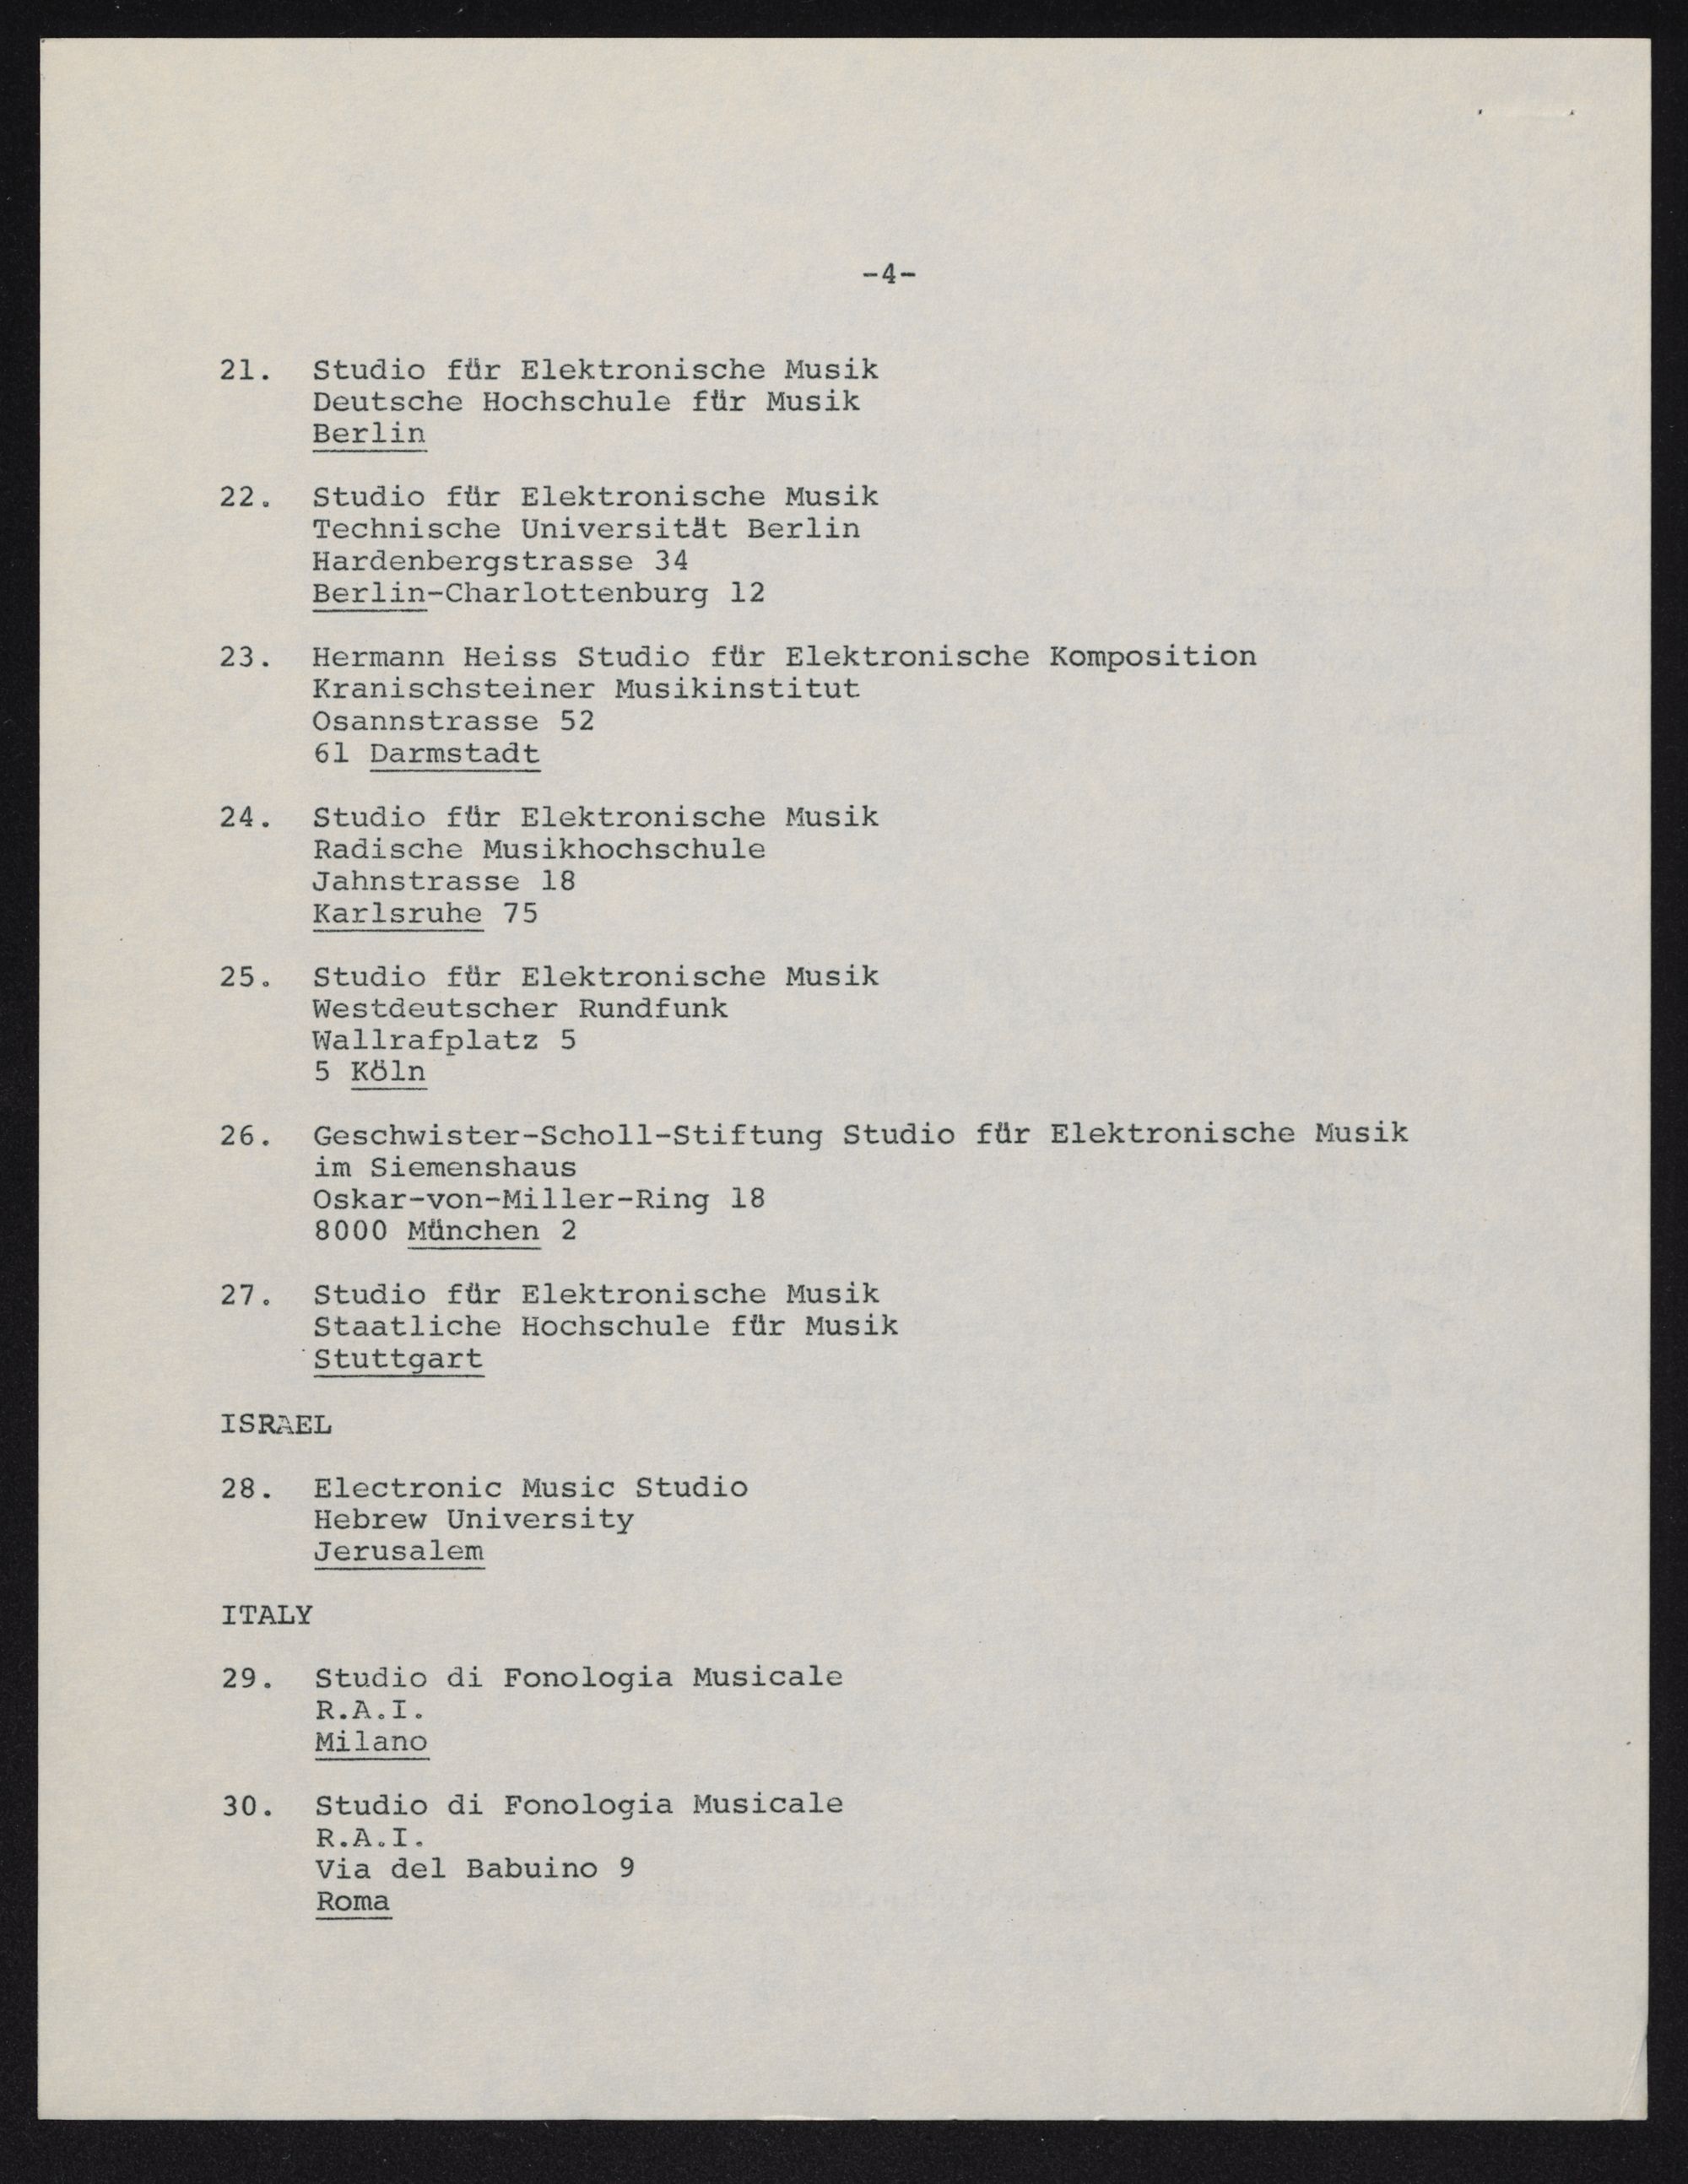 -4-
21. Studio für Elektronische Musik
Deutsche Hochschule für Musik
Berlin
22. Studio für Elektronische Musik
Technische Universität Berlin
Hardenbergstrasse 34
Berlin-Charlottenburg 12
23. Hermann Heiss Studio für Elektronische Komposition
Kranischsteiner Musikinstitut
Osannstrasse 52
61 Darmstadt
24. Studio für Elektronische Musik
Radische Musikhochschule
Jahnstrasse 18
Karlsruhe 75
25. Studio für Elektronische Musik
Westdeutscher Rundfunk
Wallrafplatz 5
5 Köln
26. Geschwister-Scholl-Stiftung Studio für Elektronische Musik
im Siemenshaus
Oskar-von-Miller-Ring 18
8000 München 2
27. Studio für Elektronische Musik
Staatliche Hochschule für Musik
Stuttgart
ISRAEL
28. Electronic Music Studio
Hebrew University
Jerusalem
ITALY
29. Studio di Fonologia Musicale
R.A.I.
Milano
30. Studio di Fonologia Musicale
R.A.I.
Via del Babuino 9
Roma